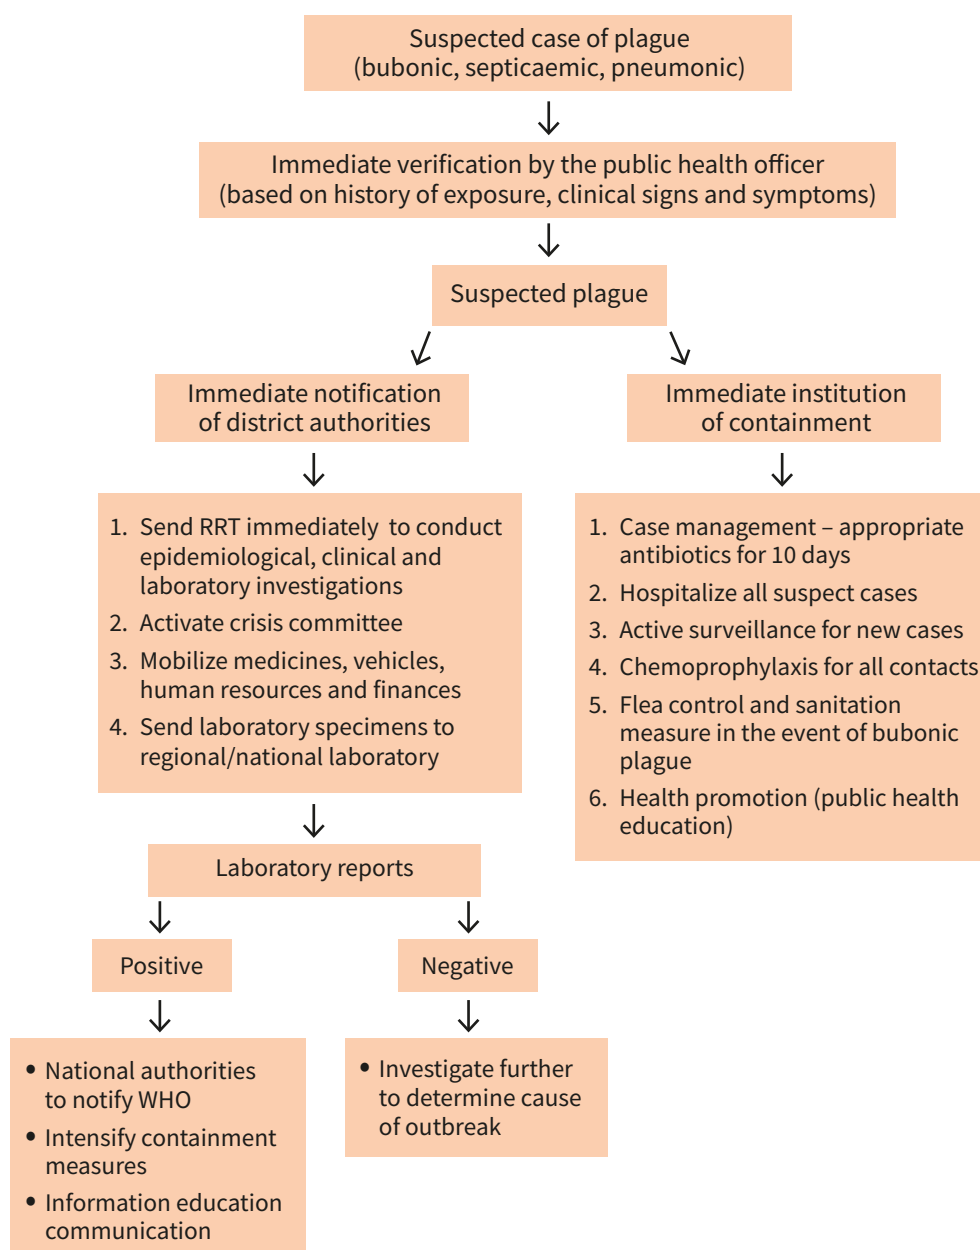 Suspected case of plague
(bubonic, septicaemic, pneumonic)
Immediate verification by the public health officer
(based on history of exposure, clinical signs and symptoms)
Suspected plague
Immediate notification
of district authorities
1. Send RRT immediately to conduct
epidemiological, clinical and
laboratory investigations
2. Activate crisis committee
3. Mobilize medicines, vehicles,
human resources and finances
4. Send laboratory specimens to
regional/national laboratory
Immediate institution
of containment
1. Case management – appropriate
antibiotics for 10 days
2. Hospitalize all suspect cases
3. Active surveillance for new cases
4. Chemoprophylaxis for all contacts
5. Flea control and sanitation
measure in the event of bubonic
plague
6. Health promotion (public health
education)
Laboratory reports
Positive
• National authorities
to notify WHO
• Intensify containment
measures
• Information education
communication
Negative
• Investigate further
to determine cause
of outbreak